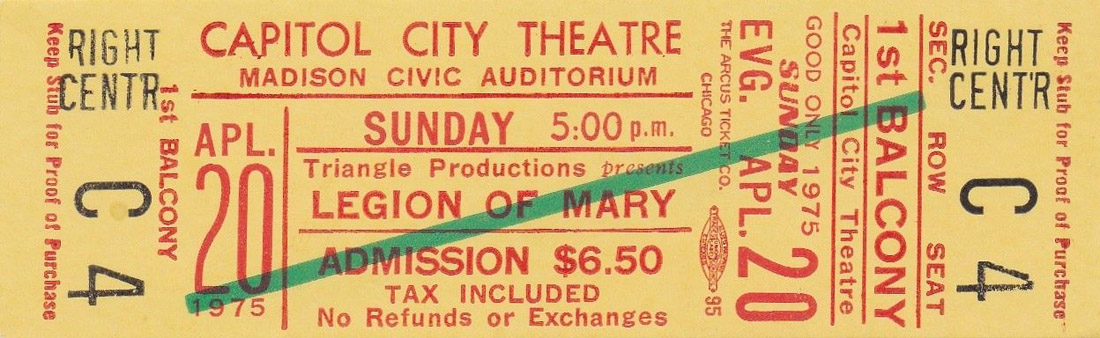 Keep Stub for Proof of Purchase
RIGHT
CENT'R
C 4
1st BALCONY
CAPITOL CITY THEATRE
MADISON CIVIC AUDITORIUM
APL.
20
1975
SUNDAY 5:00 p.m.
Triangle Productions presents
LEGION OF MARY
ADMISSION $6.50
TAX INCLUDED
No Refunds or Exchanges
THE ARCUS TICKET CO.
CHICAGO
95
EVG. APL. 20
SUNDAY
GOOD ONLY 1975
Capitol City Theatre
1st BALCONY
SEC. ROW SEAT
RIGHT
CENT'R
C 4
Keep Stub for Proof of Purchase